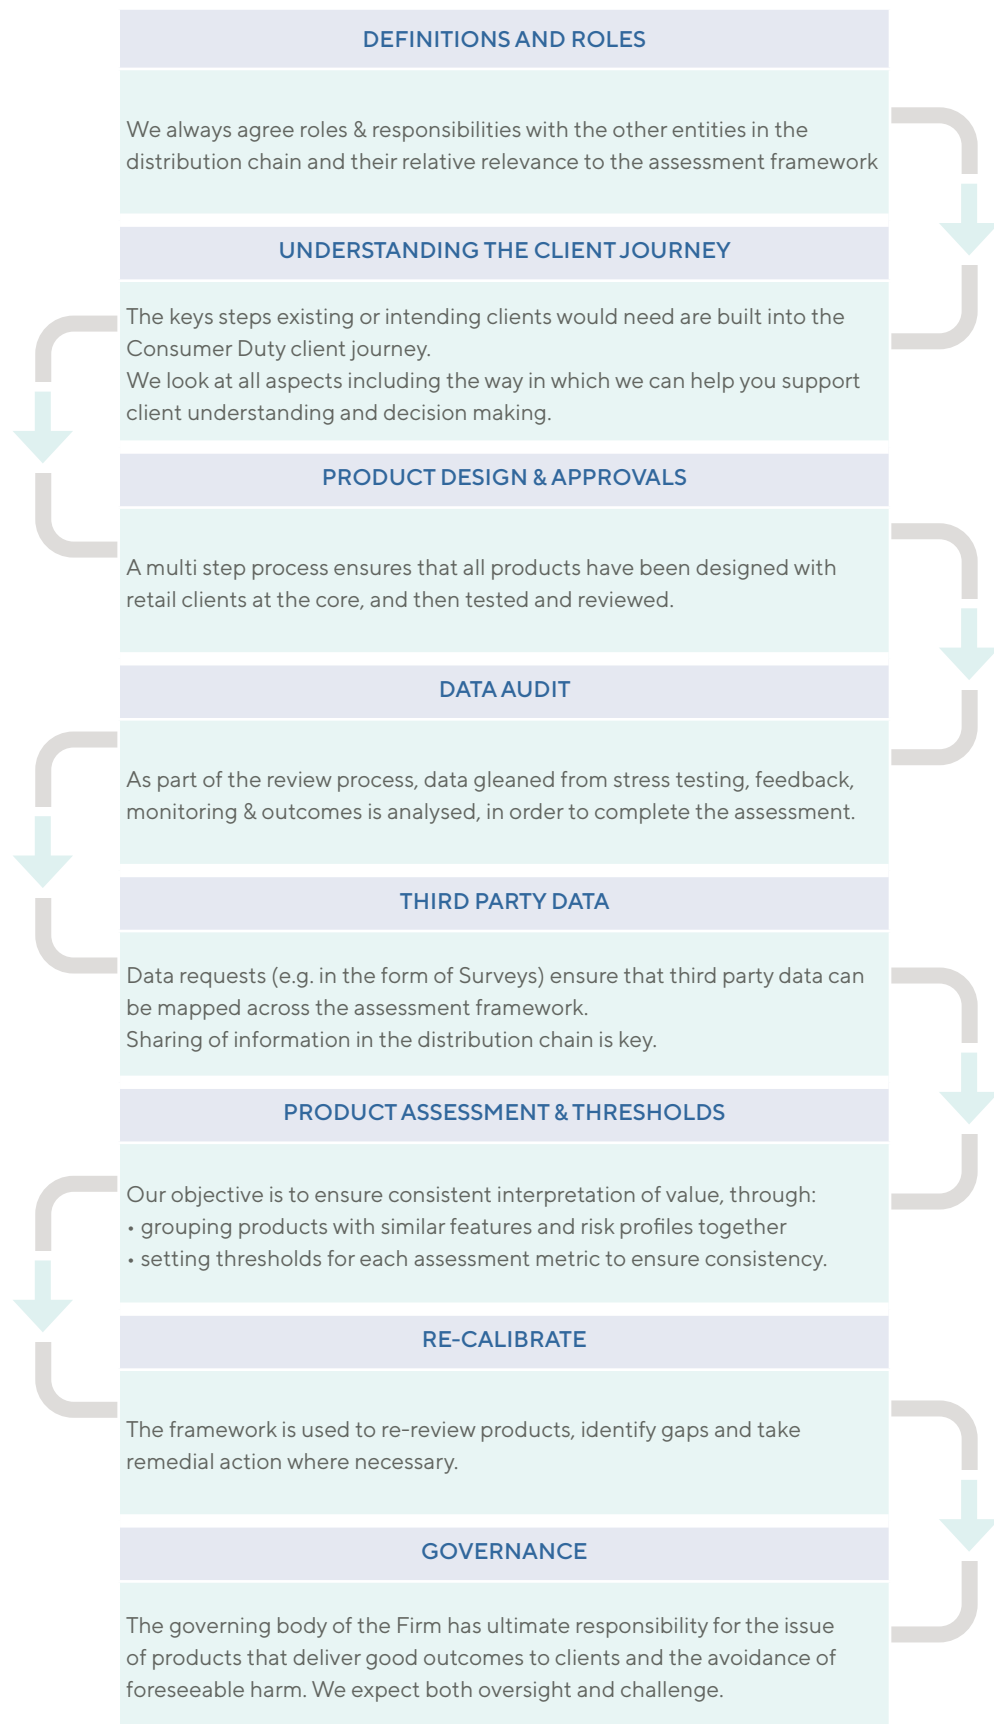 DEFINITIONS AND ROLES
We always agree roles & responsibilities with the other entities in the
distribution chain and their relative relevance to the assessment framework
UNDERSTANDING THE CLIENT JOURNEY
The keys steps existing or intending clients would need are built into the
Consumer Duty client journey.
We look at all aspects including the way in which we can help you support
client understanding and decision making.
PRODUCT DESIGN & APPROVALS
A multi step process ensures that all products have been designed with
retail clients at the core, and then tested and reviewed.
DATA AUDIT
As part of the review process, data gleaned from stress testing, feedback,
monitoring & outcomes is analysed, in order to complete the assessment.
THIRD PARTY DATA
Data requests (e.g. in the form of Surveys) ensure that third party data can
be mapped across the assessment framework.
Sharing of information in the distribution chain is key.
PRODUCT ASSESSMENT & THRESHOLDS
Our objective is to ensure consistent interpretation of value, through:
• grouping products with similar features and risk profiles together
• setting thresholds for each assessment metric to ensure consistency.
RE-CALIBRATE
The framework is used to re-review products, identify gaps and take
remedial action where necessary.
GOVERNANCE
The governing body of the Firm has ultimate responsibility for the issue
of products that deliver good outcomes to clients and the avoidance of
foreseeable harm. We expect both oversight and challenge.